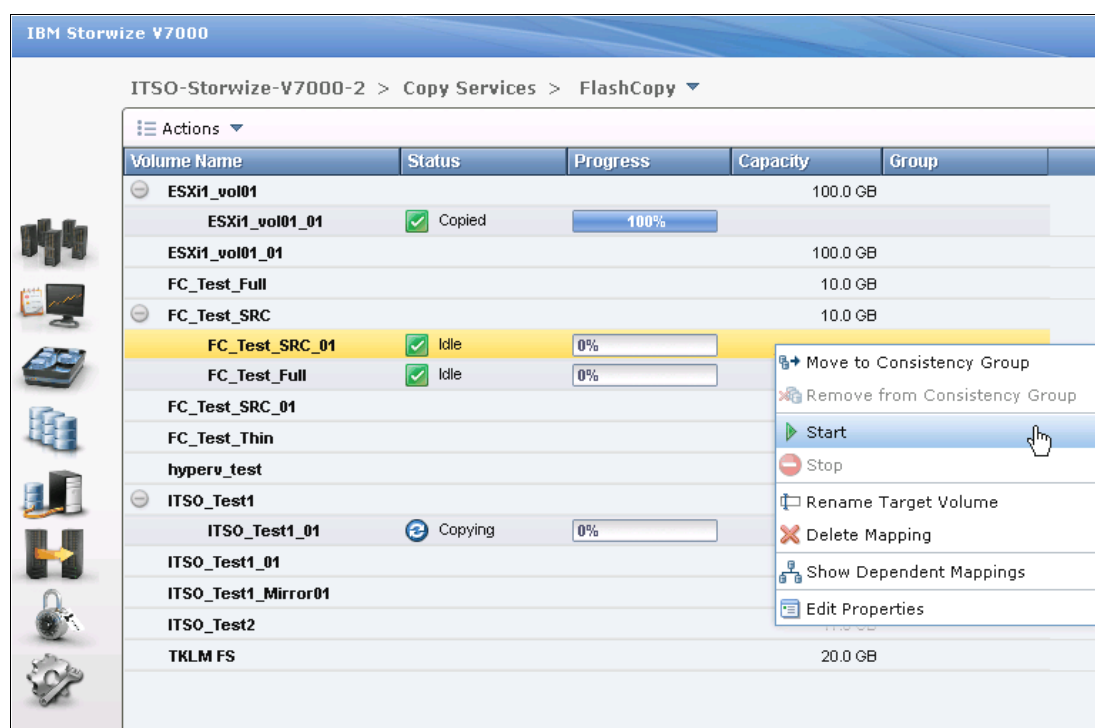 IBM Storwize V7000
ITSO-Storwize-V7000-2 > Copy Services > FlashCopy
Actions
Volume Name Status Progress Capacity Group
ESXi1_vol01 100.0 GB
ESXi1_vol01_01 Copied 100%
ESXi1_vol01_01 100.0 GB
FC_Test_Full 10.0 GB
FC_Test_SRC 10.0 GB
FC_Test_SRC_01 Idle 0%
FC_Test_Full Idle 0%
FC_Test_SRC_01
FC_Test_Thin
hyperv_test
ITSO_Test1
ITSO_Test1_01 Copying 0%
ITSO_Test1_01
ITSO_Test1_Mirror01
ITSO_Test2
TKLM FS 20.0 GB
Move to Consistency Group
Remove from Consistency Group
Start
Stop
Rename Target Volume
Delete Mapping
Show Dependent Mappings
Edit Properties